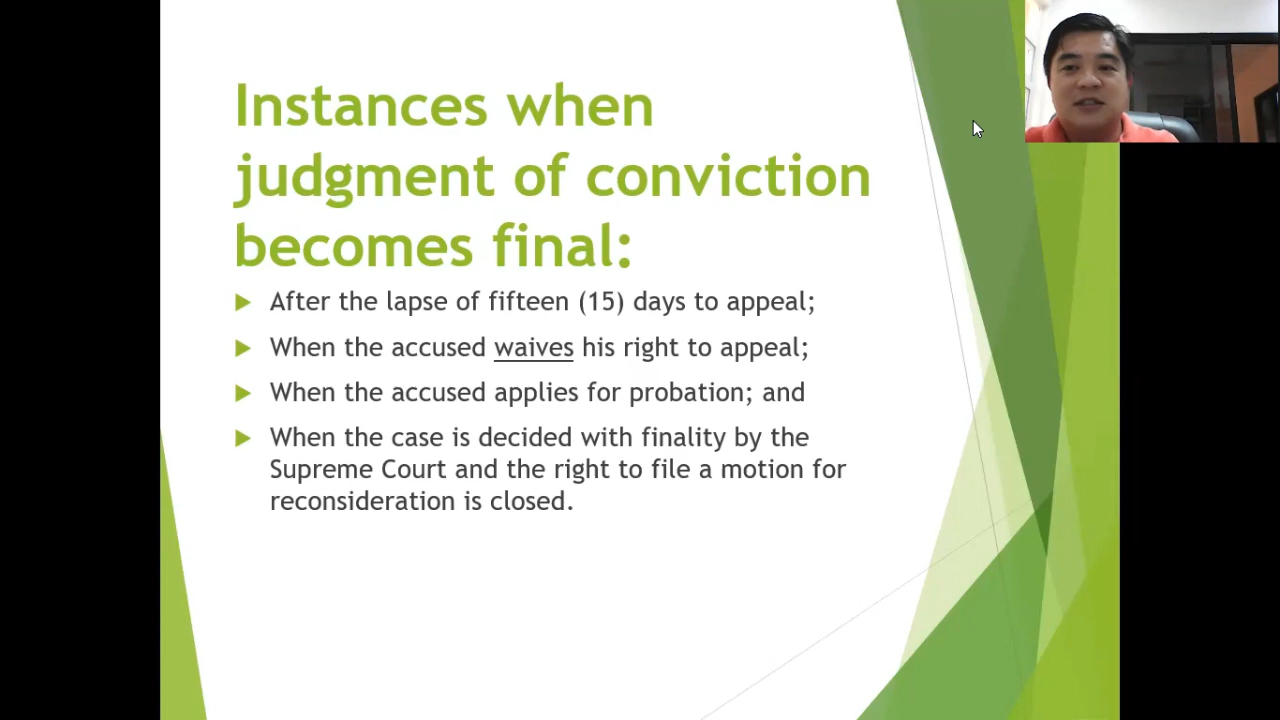 Instances when
judgment of conviction
becomes final:
After the lapse of fifteen (15) days to appeal;
When the accused waives his right to appeal;
When the accused applies for probation; and
When the case is decided with finality by the
Supreme Court and the right to file a motion for
reconsideration is closed.